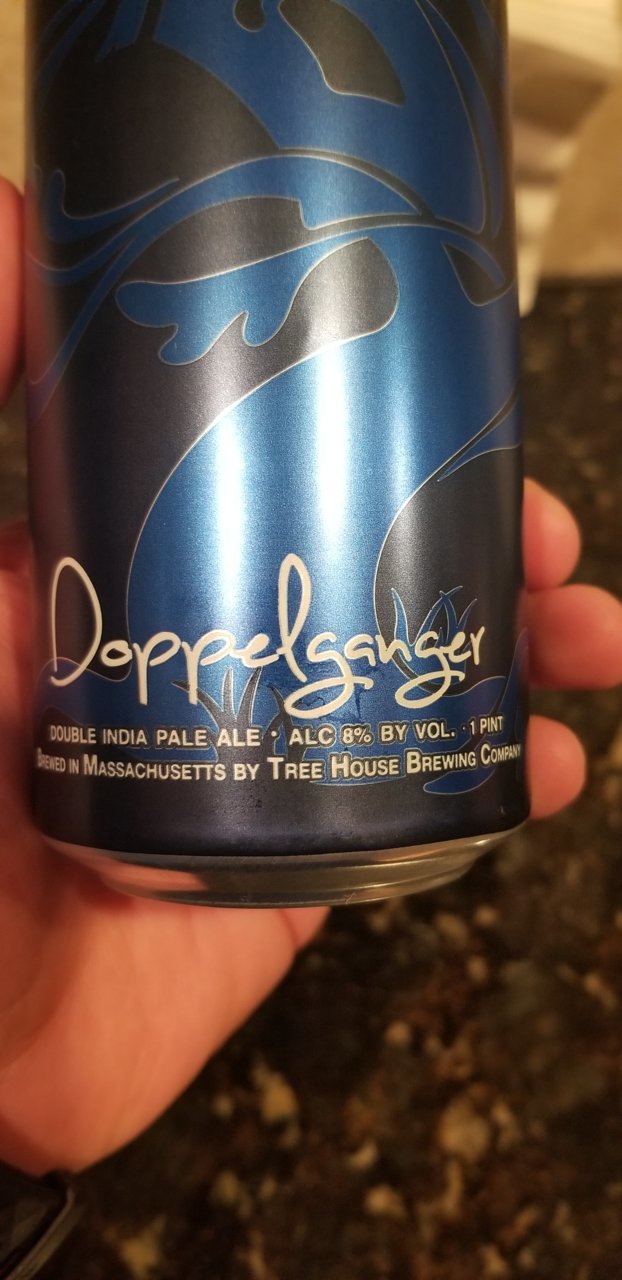 Doppelganger
DOUBLE INDIA PALE ALE · ALC 8% BY VOL. · 1 PINT
BREWED IN MASSACHUSETTS BY TREE HOUSE BREWING COMPANY